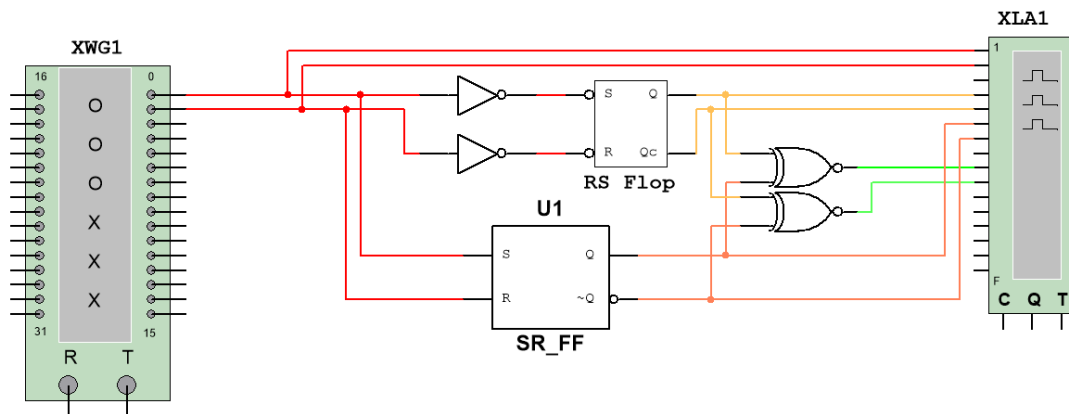 XWG1
16 0
O
O
O
X
X
X
31 15
R T
S Q
R Qc
RS Flop
U1
S Q
R ~Q
SR_FF
XLA1
1
F
C Q T